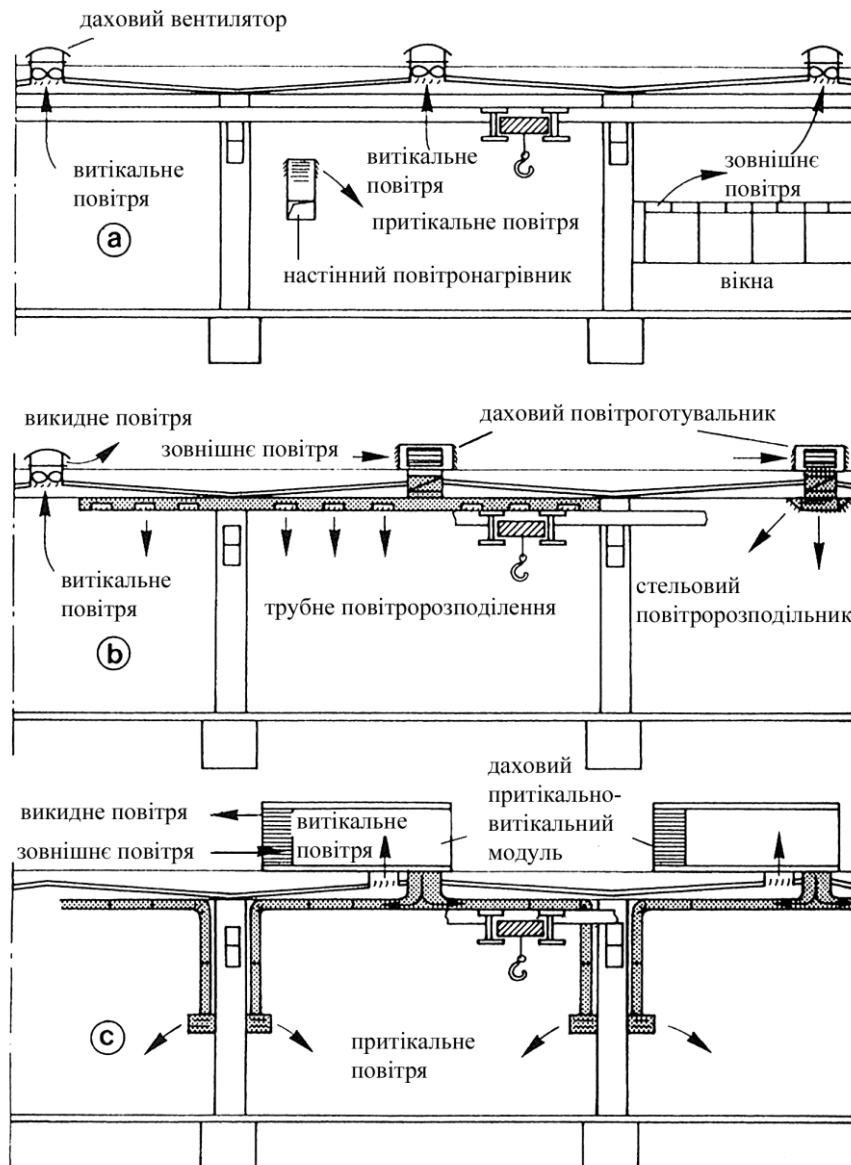 даховий вентилятор
витікальне
повітря
витікальне
повітря
зовнішнє
повітря
притікальне повітря
a
настінний повітронагрівник
вікна
викидне повітря
даховий повітроготувальник
зовнішнє повітря
витікальне
повітря
трубне повітророзподілення
стельовий
повітророзподільник
b
даховий
притікально-
витікальний
модуль
викидне повітря
витікальне
повітря
зовнішнє повітря
c
притікальне
повітря